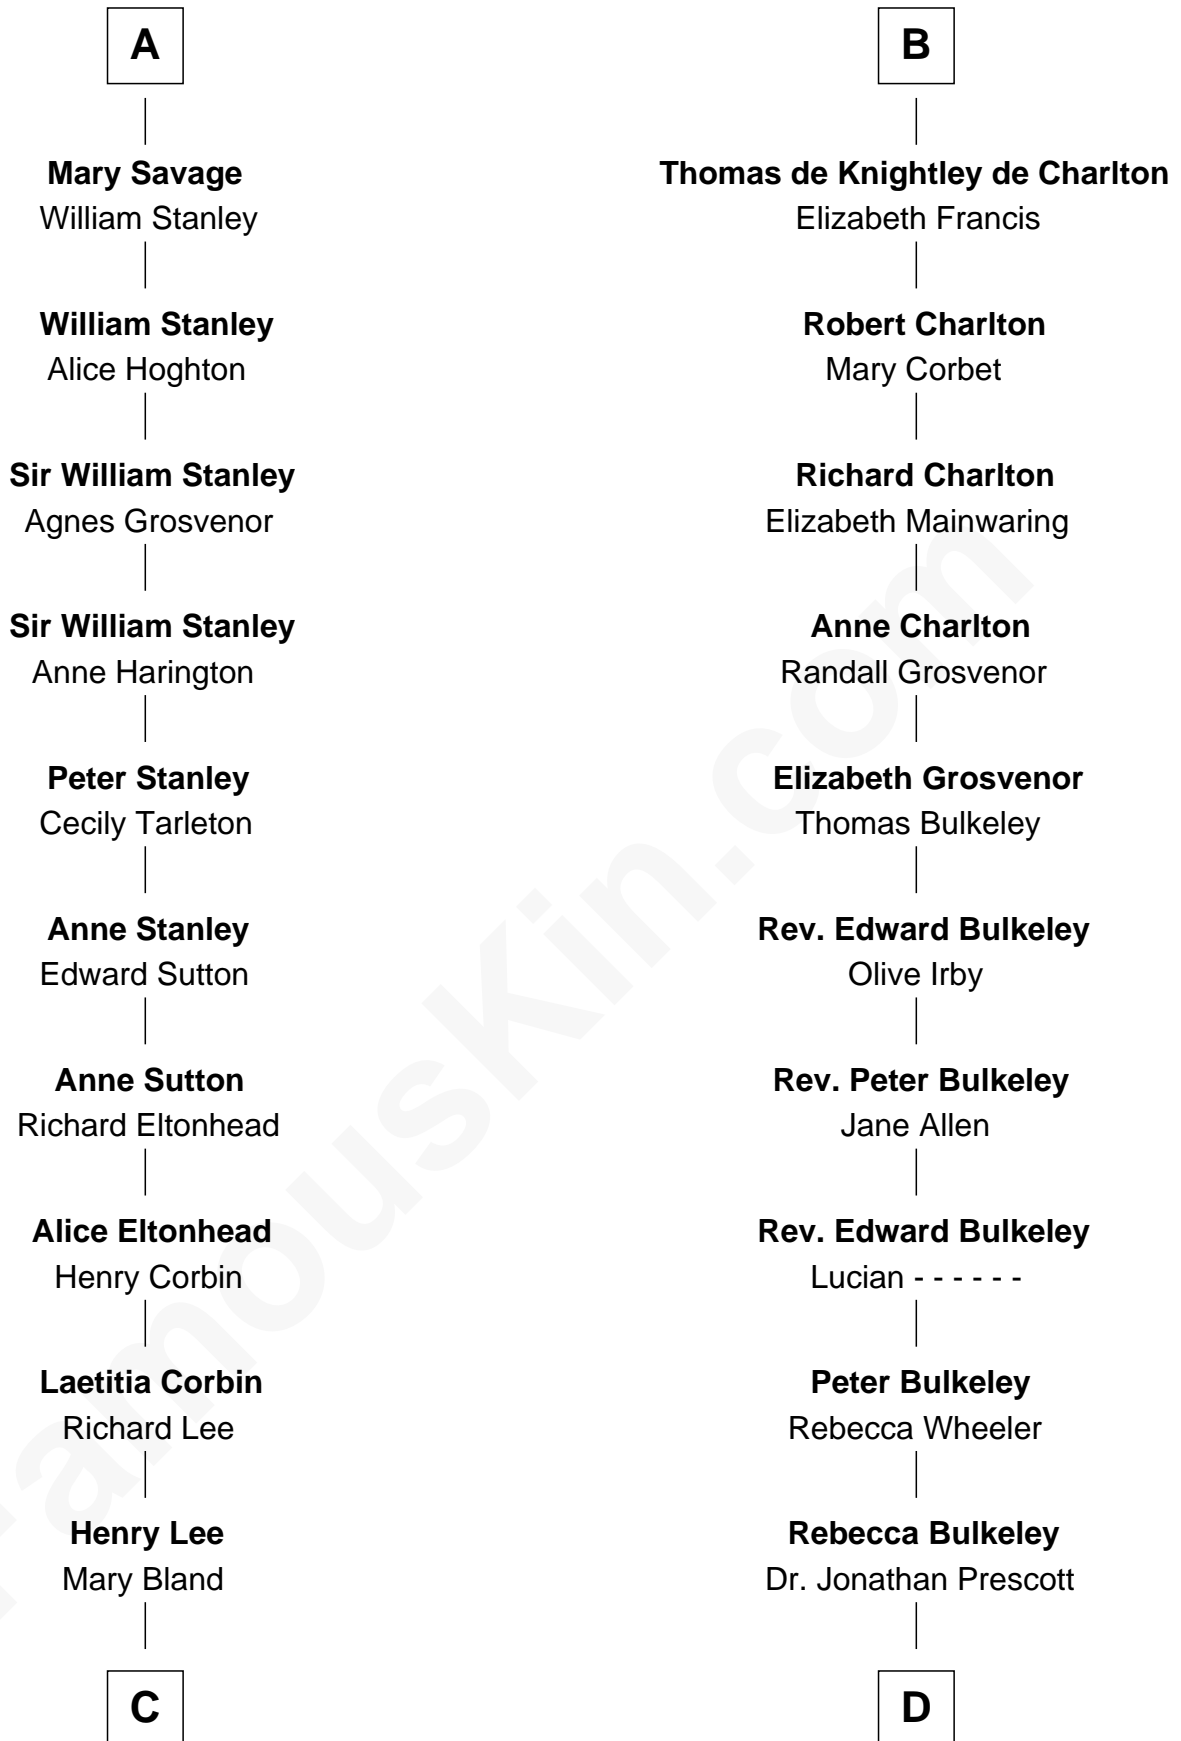 A
Mary Savage
William Stanley
William Stanley
Alice Hoghton
Sir William Stanley
Agnes Grosvenor
Sir William Stanley
Anne Harington
Peter Stanley
Cecily Tarleton
Anne Stanley
Edward Sutton
Anne Sutton
Richard Eltonhead
Alice Eltonhead
Henry Corbin
Laetitia Corbin
Richard Lee
Henry Lee
Mary Bland
C
B
Thomas de Knightley de Charlton
Elizabeth Francis
Robert Charlton
Mary Corbet
Richard Charlton
Elizabeth Mainwaring
Anne Charlton
Randall Grosvenor
Elizabeth Grosvenor
Thomas Bulkeley
Rev. Edward Bulkeley
Olive Irby
Rev. Peter Bulkeley
Jane Allen
Rev. Edward Bulkeley
Lucian - - - - - -
Peter Bulkeley
Rebecca Wheeler
Rebecca Bulkeley
Dr. Jonathan Prescott
D
FamousKin.com